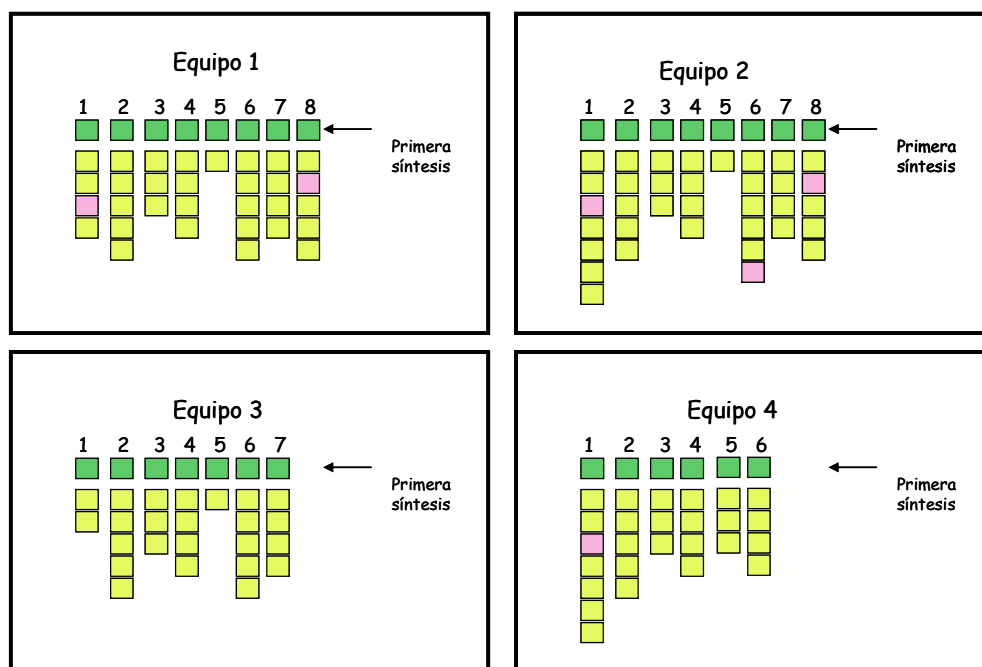 Equipo 1
1 2 3 4 5 6 7 8
Primera
síntesis
Equipo 2
1 2 3 4 5 6 7 8
Primera
síntesis
Equipo 3
1 2 3 4 5 6 7
Primera
síntesis
Equipo 4
1 2 3 4 5 6
Primera
síntesis